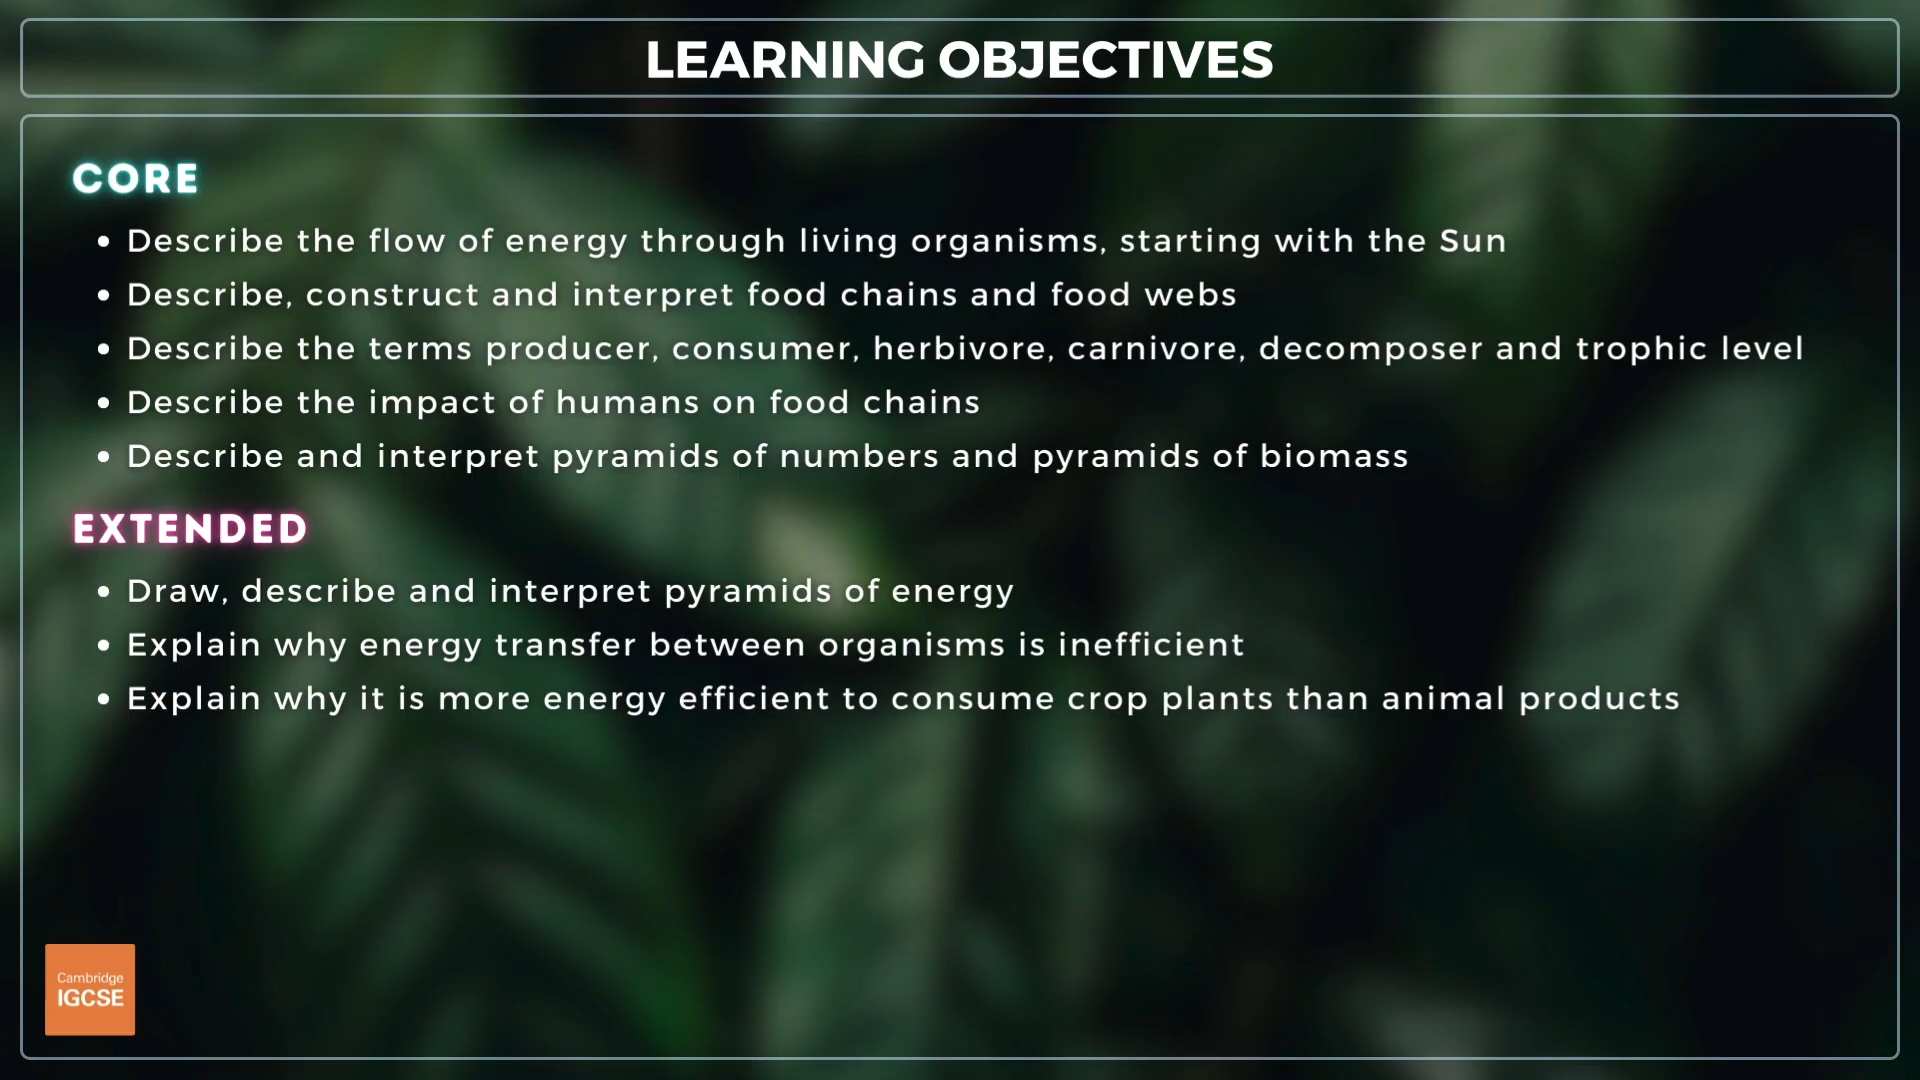 LEARNING OBJECTIVES
CORE
• Describe the flow of energy through living organisms, starting with the Sun
• Describe, construct and interpret food chains and food webs
• Describe the terms producer, consumer, herbivore, carnivore, decomposer and trophic level
• Describe the impact of humans on food chains
• Describe and interpret pyramids of numbers and pyramids of biomass
EXTENDED
• Draw, describe and interpret pyramids of energy
• Explain why energy transfer between organisms is inefficient
• Explain why it is more energy efficient to consume crop plants than animal products
Cambridge
IGCSE